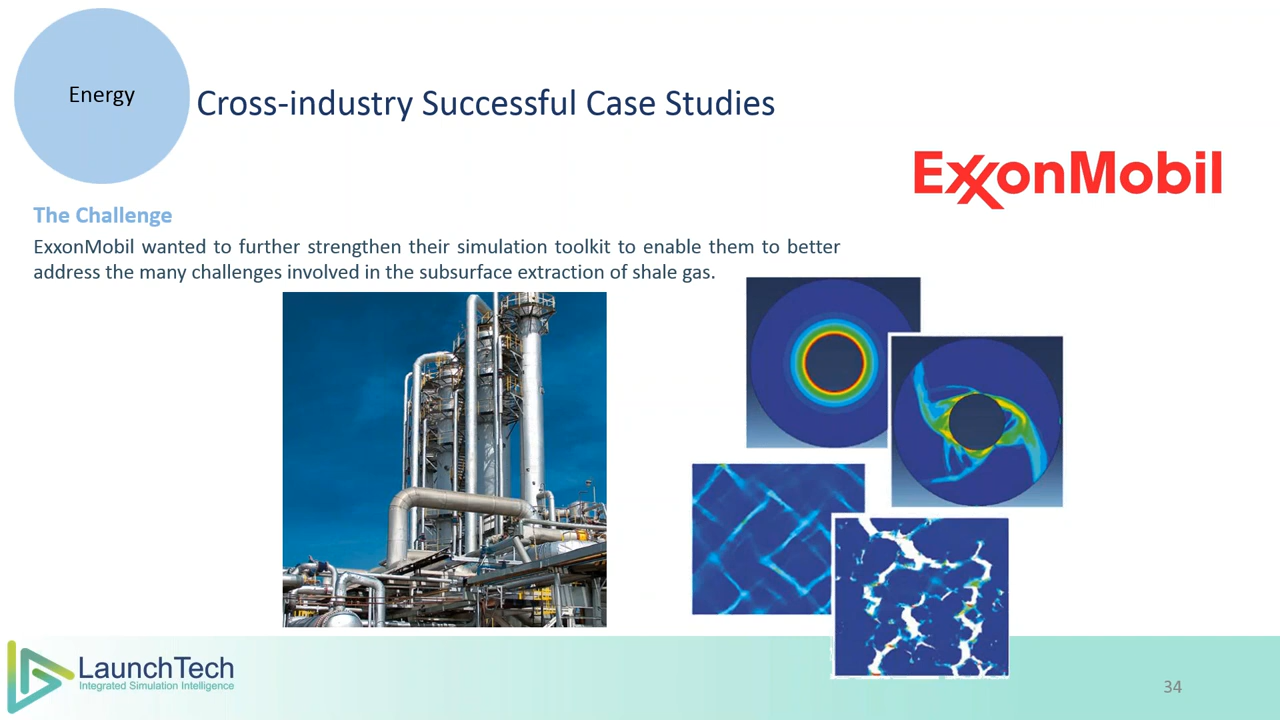 Energy
Cross-industry Successful Case Studies
ExxonMobil
The Challenge
ExxonMobil wanted to further strengthen their simulation toolkit to enable them to better
address the many challenges involved in the subsurface extraction of shale gas.
LaunchTech
Integrated Simulation Intelligence
34